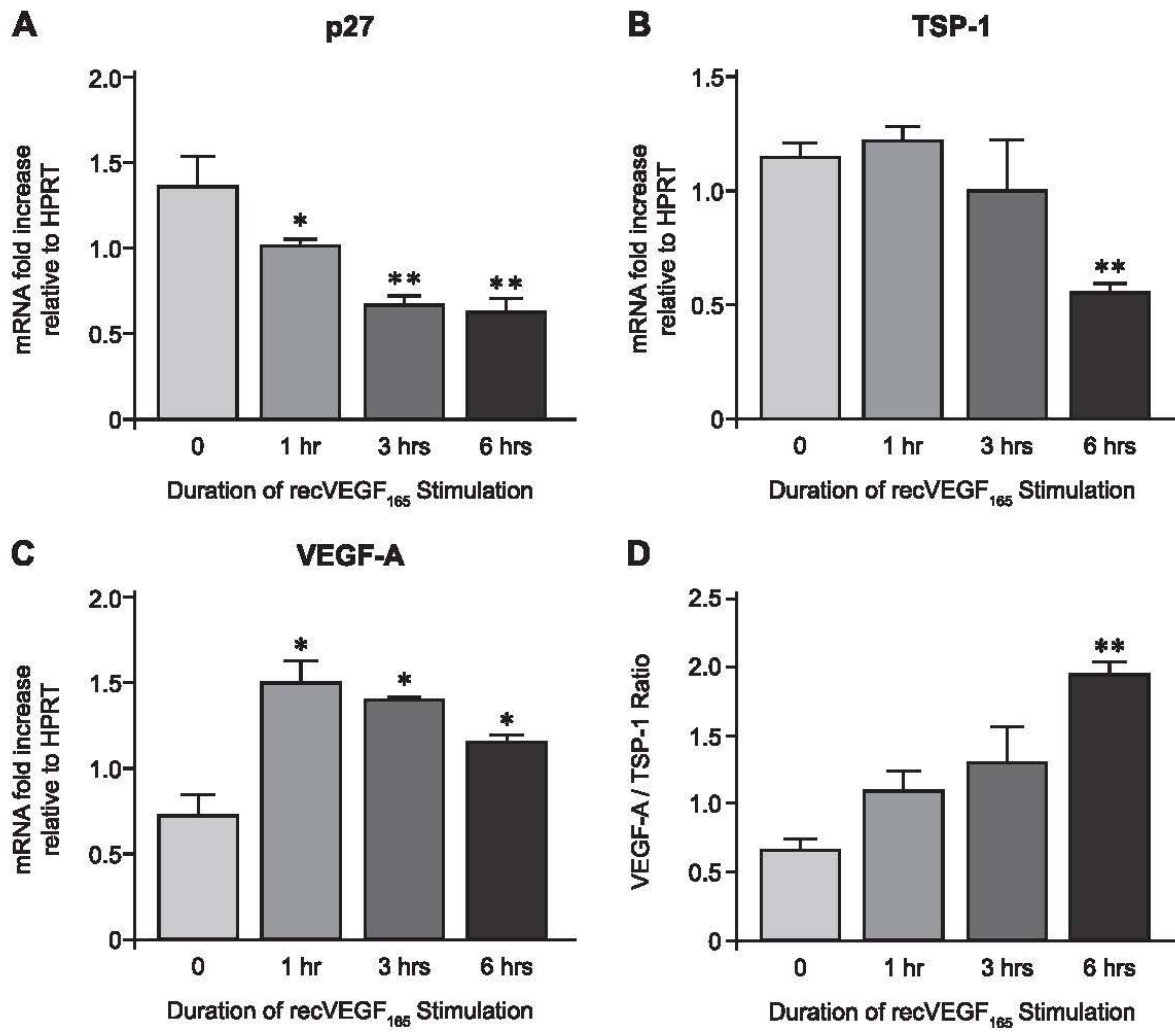 A
p27
mRNA fold increase
relative to HPRT
2.0
1.5
1.0
0.5
0
*
**
**
0
1 hr
3 hrs
6 hrs
Duration of recVEGF₁₆₅ Stimulation
B
TSP-1
mRNA fold increase
relative to HPRT
1.5
1.0
0.5
0
**
0
1 hr
3 hrs
6 hrs
Duration of recVEGF₁₆₅ Stimulation
C
VEGF-A
mRNA fold increase
relative to HPRT
2.0
1.5
1.0
0.5
0
*
*
*
0
1 hr
3 hrs
6 hrs
Duration of recVEGF₁₆₅ Stimulation
D
VEGF-A / TSP-1 Ratio
2.5
2.0
1.5
1.0
0.5
0
**
0
1 hr
3 hrs
6 hrs
Duration of recVEGF₁₆₅ Stimulation